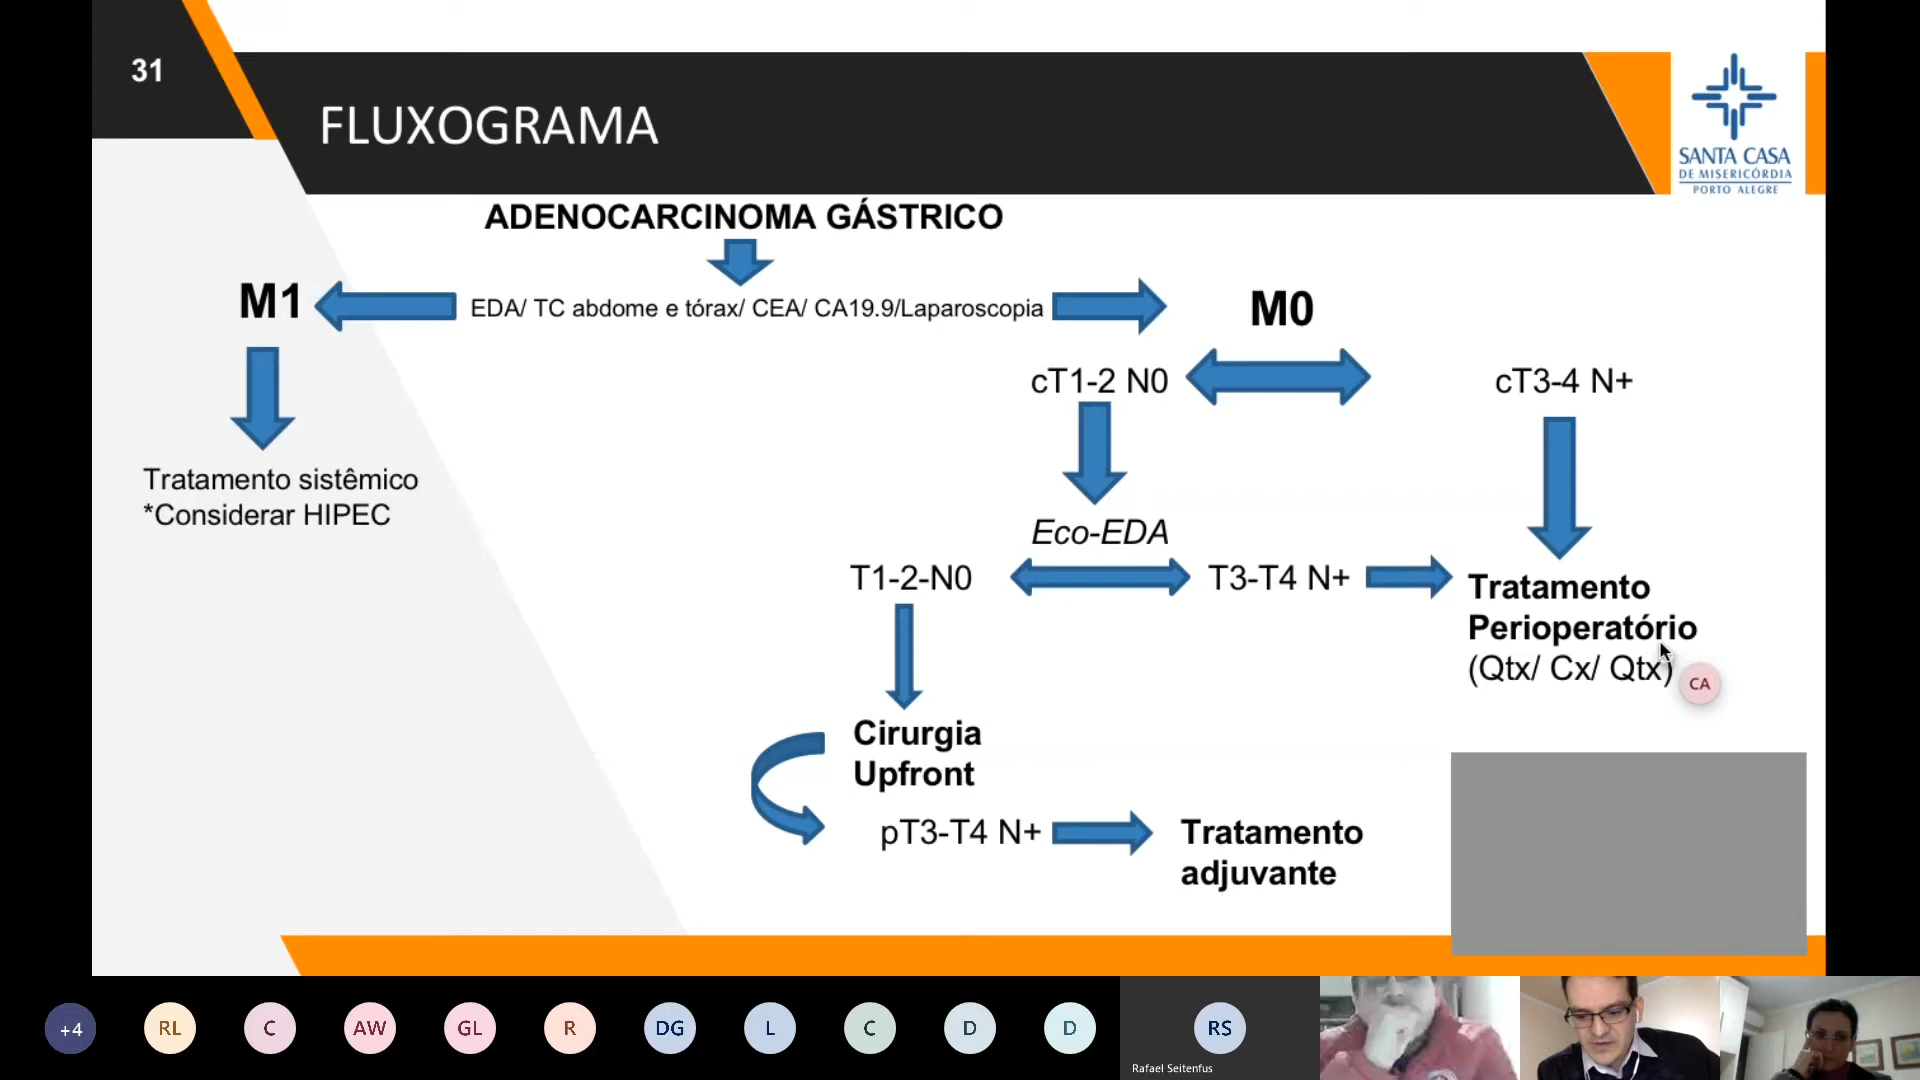 31
FLUXOGRAMA
SANTA CASA
DE MISERICÓRDIA
PORTO ALEGRE
ADENOCARCINOMA GÁSTRICO
M1
EDA/ TC abdome e tórax/ CEA/ CA19.9/Laparoscopia
M0
cT1-2 N0
cT3-4 N+
Tratamento sistêmico
*Considerar HIPEC
Eco-EDA
T1-2-N0
T3-T4 N+
Tratamento
Perioperatório
(Qtx/ Cx/ Qtx)
CA
Cirurgia
Upfront
pT3-T4 N+
Tratamento
adjuvante
+4
RL
C
AW
GL
R
DG
L
C
D
D
RS
Rafael Seitenfus